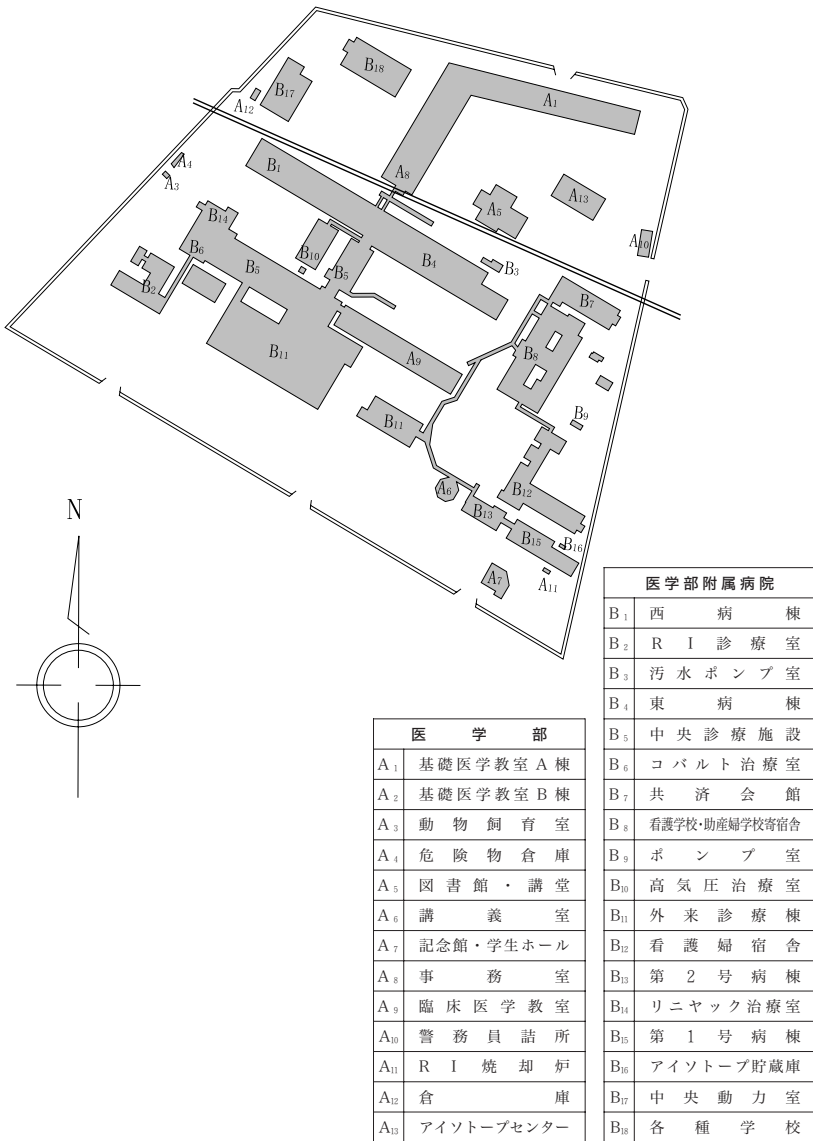 B₁₈
B₁₇
A₁₂
A₁
A₄
A₃
B₁
A₈
A₅
A₁₃
A₁₀
B₁₄
B₆
B₅
B₂
B₁₀
B₅
B₄
B₃
B₇
B₁₁
A₉
B₈
B₁₁
B₉
A₆
B₁₃
B₁₂
B₁₅
B₁₆
A₇
A₁₁
N
医学部
A₁ 基礎医学教室A棟
A₂ 基礎医学教室B棟
A₃ 動物飼育室
A₄ 危険物倉庫
A₅ 図書館・講堂
A₆ 講義室
A₇ 記念館・学生ホール
A₈ 事務室
A₉ 臨床医学教室
A₁₀ 警務員詰所
A₁₁ RI焼却炉
A₁₂ 倉庫
A₁₃ アイソトープセンター
医学部附属病院
B₁ 西病棟
B₂ RI診療室
B₃ 汚水ポンプ室
B₄ 東病棟
B₅ 中央診療施設
B₆ コバルト治療室
B₇ 共済会館
B₈ 看護学校・助産婦学校寄宿舎
B₉ ポンプ室
B₁₀ 高気圧治療室
B₁₁ 外来診療棟
B₁₂ 看護婦宿舎
B₁₃ 第2号病棟
B₁₄ リニヤック治療室
B₁₅ 第1号病棟
B₁₆ アイソトープ貯蔵庫
B₁₇ 中央動力室
B₁₈ 各種学校